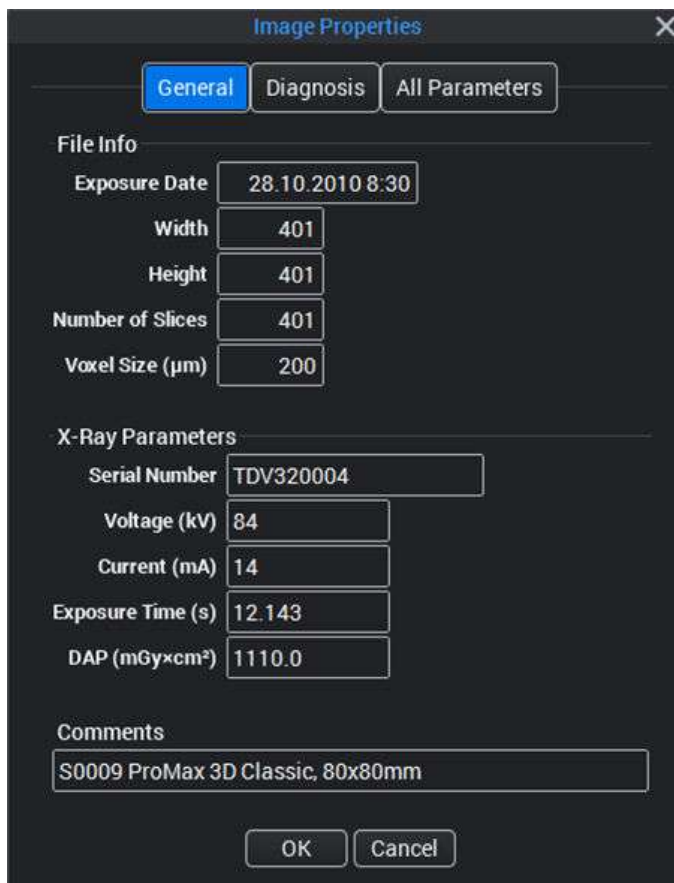 Image Properties
General Diagnosis All Parameters
File Info
Exposure Date 28.10.2010 8:30
Width 401
Height 401
Number of Slices 401
Voxel Size (µm) 200
X-Ray Parameters
Serial Number TDV320004
Voltage (kV) 84
Current (mA) 14
Exposure Time (s) 12.143
DAP (mGy×cm²) 1110.0
Comments
S0009 ProMax 3D Classic, 80x80mm
OK Cancel